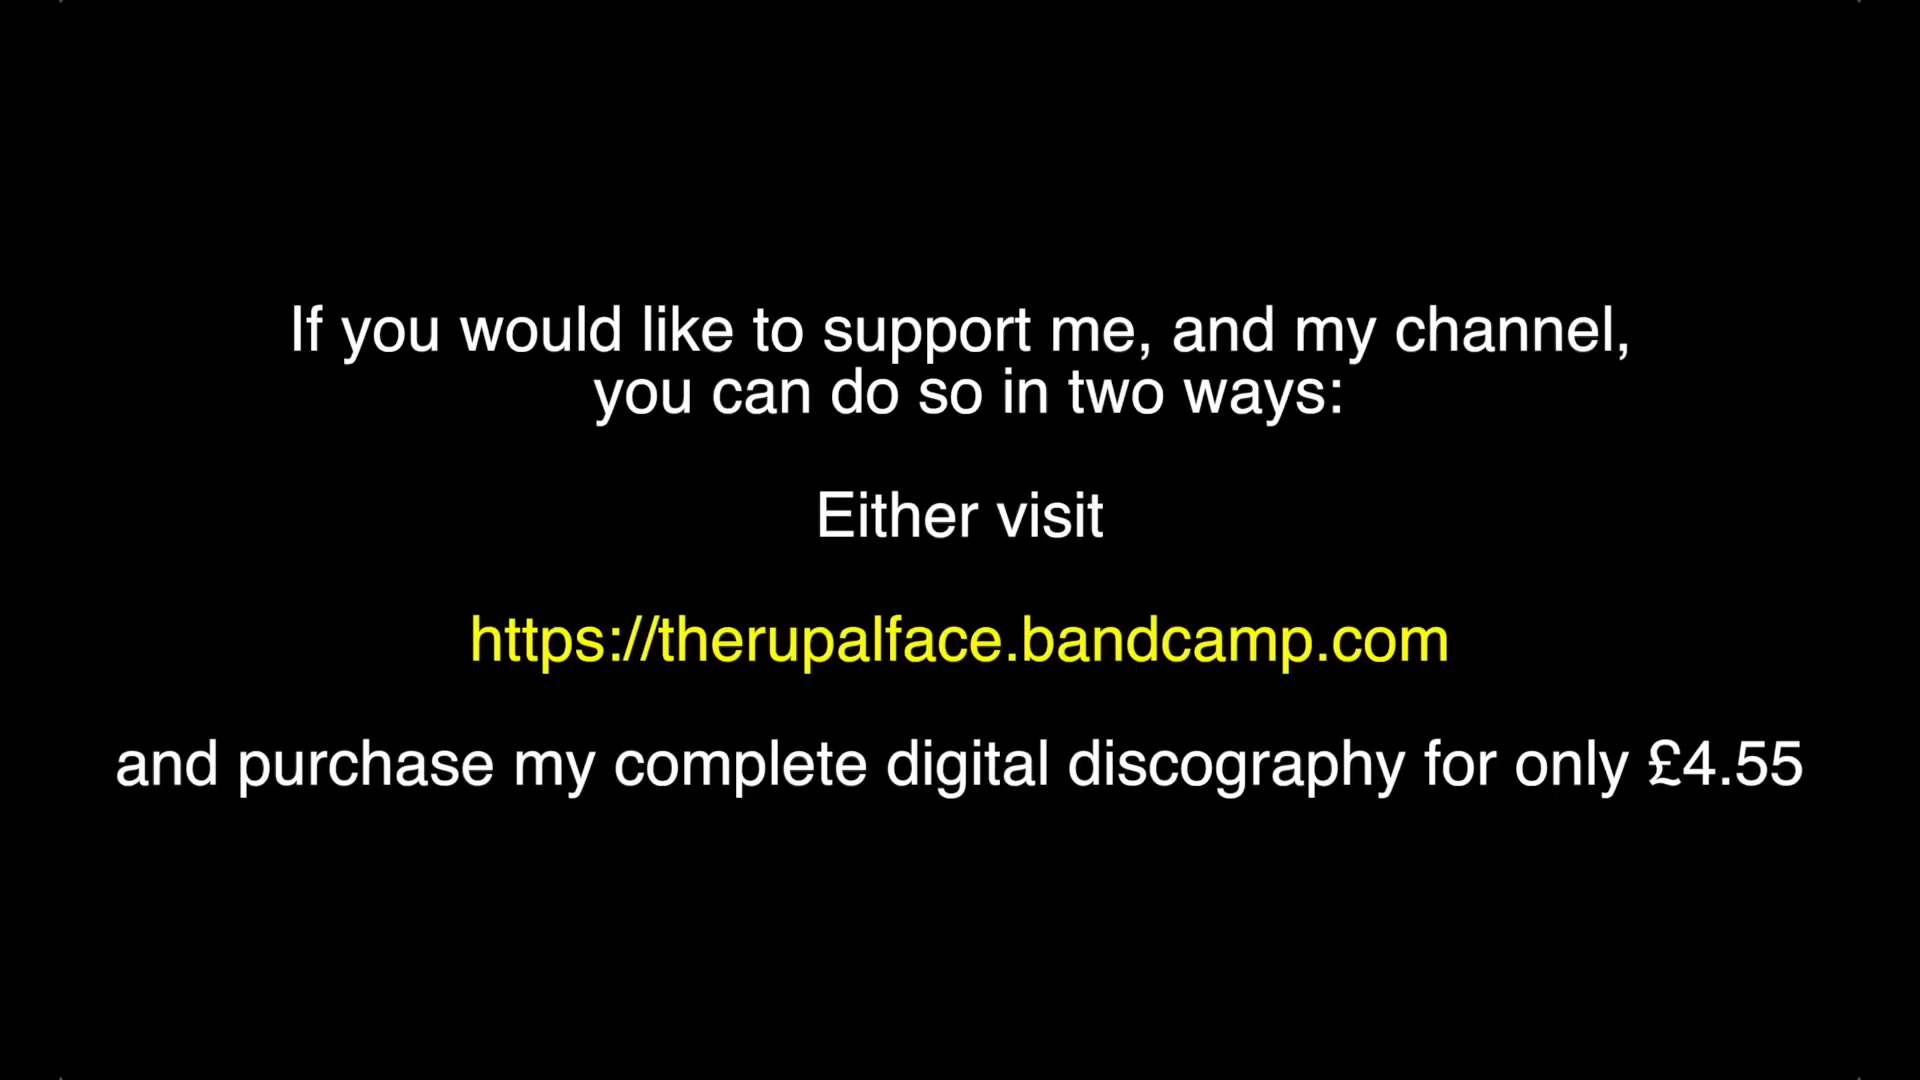 If you would like to support me, and my channel,
you can do so in two ways:
Either visit
https://therupalface.bandcamp.com
and purchase my complete digital discography for only £4.55